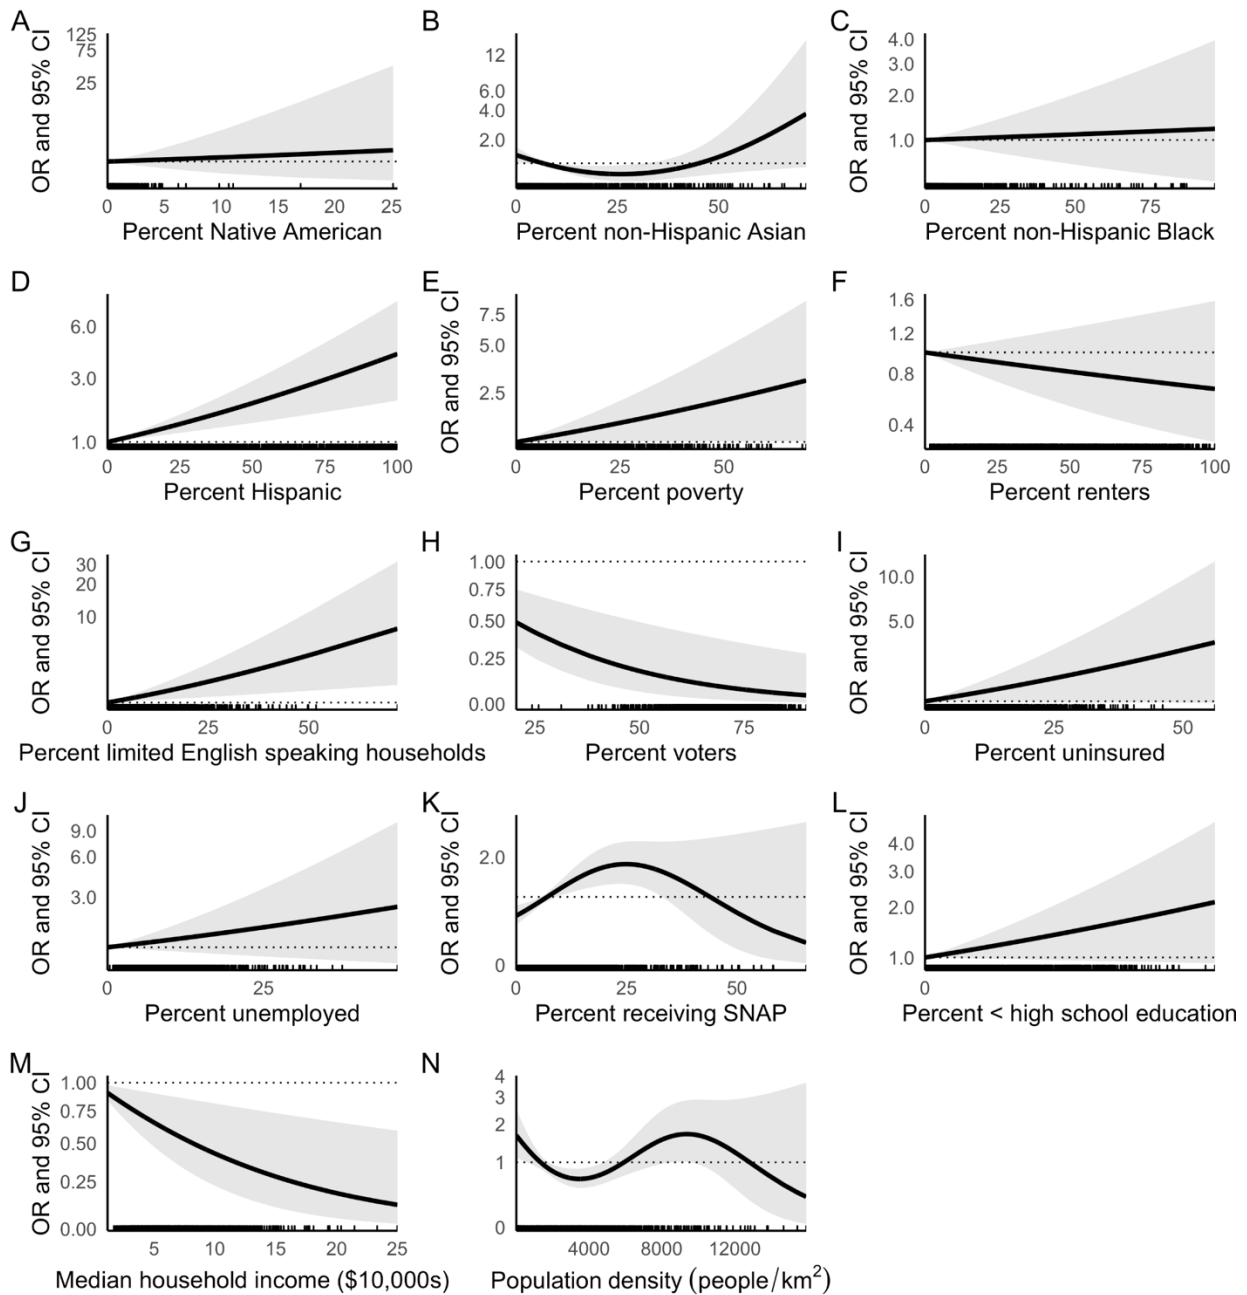 A B C
OR and 95% CI
125
75
25
0 5 10 15 20 25
Percent Native American
12
6.0
4.0
2.0
0 25 50
Percent non-Hispanic Asian
OR and 95% CI
4.0
3.0
2.0
1.0
0 25 50 75
Percent non-Hispanic Black
D E F
6.0
3.0
1.0
0 25 50 75 100
Percent Hispanic
OR and 95% CI
7.5
5.0
2.5
0 25 50
Percent poverty
1.6
1.2
0.8
0.4
0 25 50 75 100
Percent renters
G H I
OR and 95% CI
30
20
10
0 25 50
Percent limited English speaking households
1.00
0.75
0.50
0.25
0.00
25 50 75
Percent voters
OR and 95% CI
10.0
5.0
0 25 50
Percent uninsured
J K L
OR and 95% CI
9.0
6.0
3.0
0 25
Percent unemployed
OR and 95% CI
2.0
0
0 25 50
Percent receiving SNAP
OR and 95% CI
4.0
3.0
2.0
1.0
0
Percent < high school education
M N
OR and 95% CI
1.00
0.75
0.50
0.25
0.00
5 10 15 20 25
Median household income ($10,000s)
OR and 95% CI
4
3
2
1
0
4000 8000 12000
Population density (people/km²)